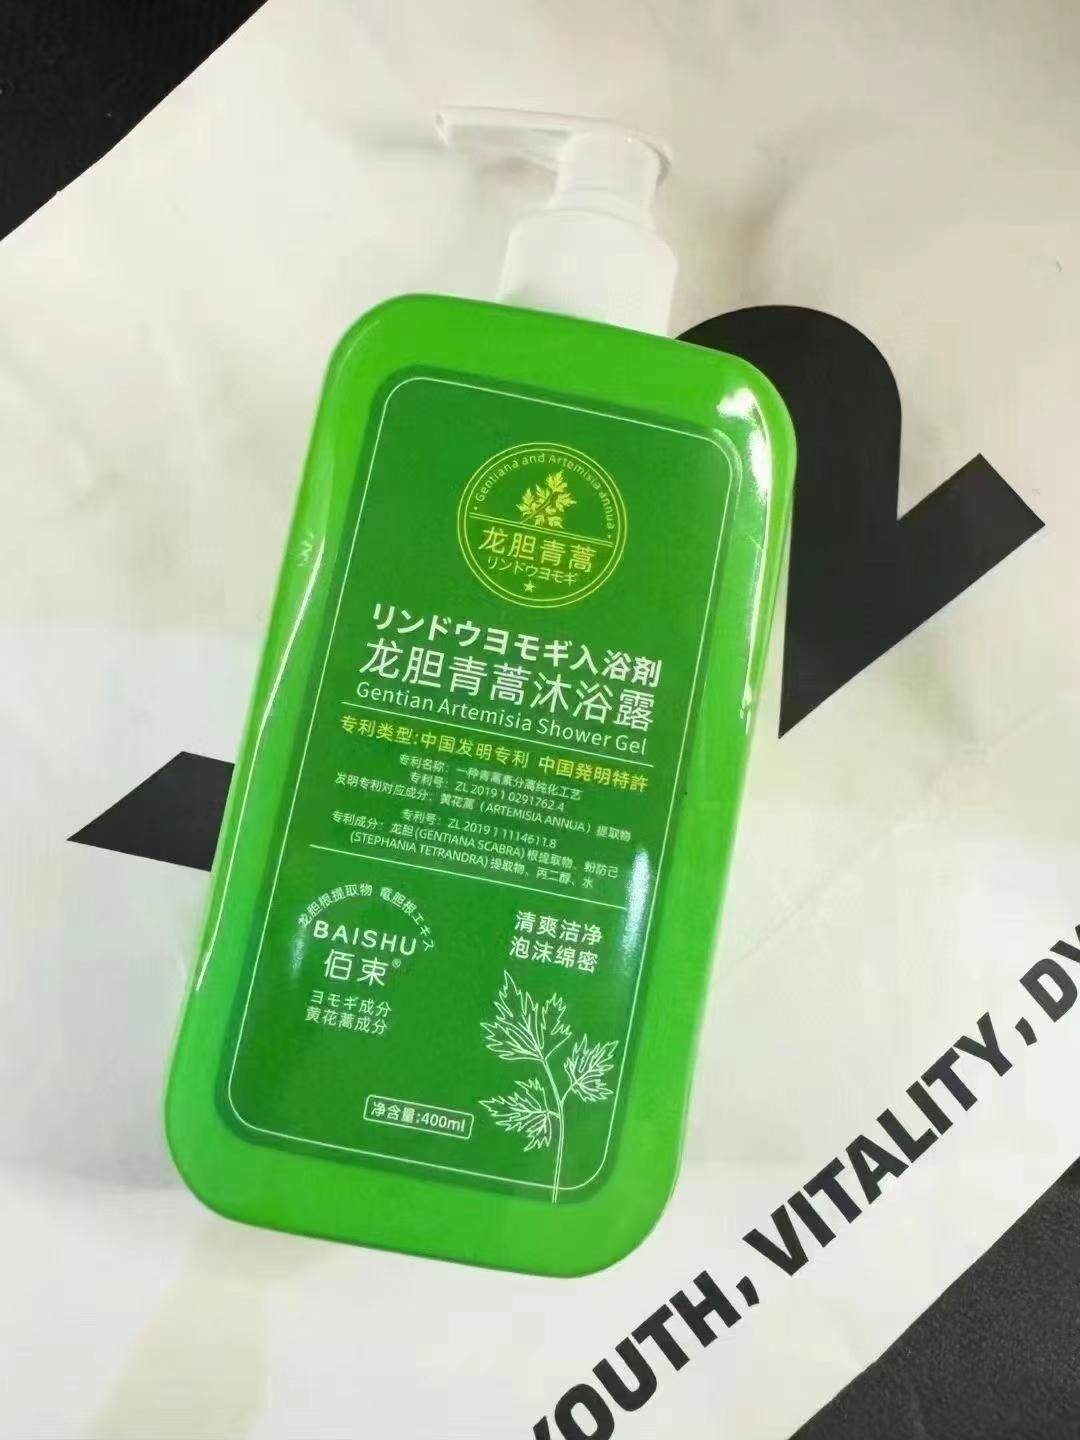 Gentiana and Artemisia annua
龙胆青蒿
リンドウヨモギ
リンドウヨモギ入浴劑
龙胆青蒿沐浴露
Gentian Artemisia Shower Gel
专利类型:中国发明专利 中国発明特許
专利名称：一种青蒿素分离纯化工艺
专利号：ZL 2019 1 0291762.4
发明专利对应成分：黄花蒿（ARTEMISIA ANNUA）提取物
专利号：ZL 2019 1 1114611.8
专利成分：龙胆(GENTIANA SCABRA) 根提取物、粉防己
(STEPHANIA TETRANDRA) 提取物、丙二醇、水
龙胆根提取物 竜胆根エキス
BAISHU
佰束®
ヨモギ成分
黄花蒿成分
清爽洁净
泡沫绵密
净含量:400ml
YOUTH, VITALITY, DY